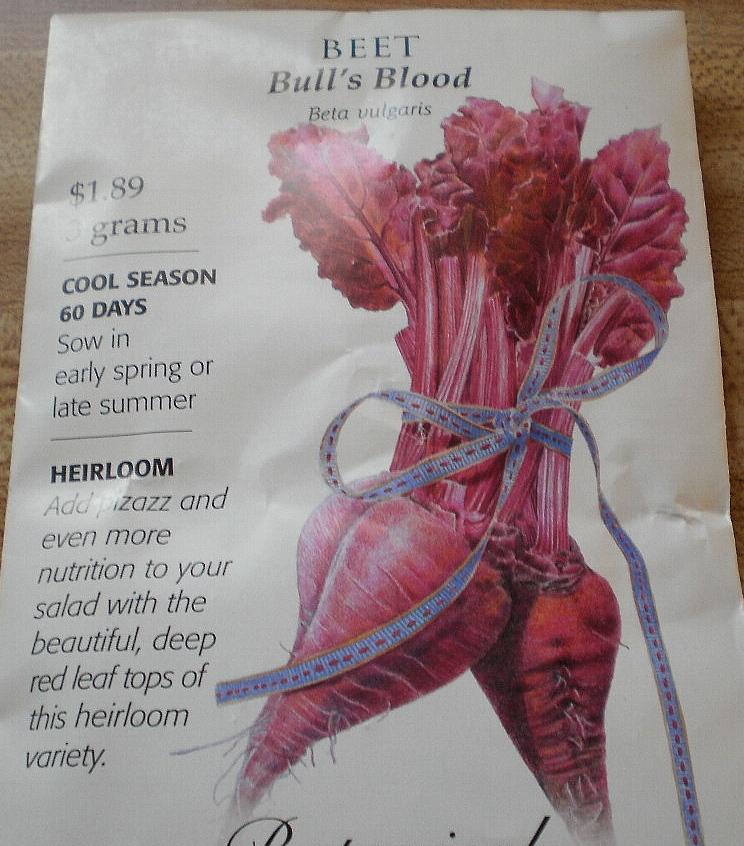 BEET
Bull's Blood
Beta vulgaris
$1.89
3 grams
COOL SEASON
60 DAYS
Sow in
early spring or
late summer
HEIRLOOM
Add pizazz and
even more
nutrition to your
salad with the
beautiful, deep
red leaf tops of
this heirloom
variety.